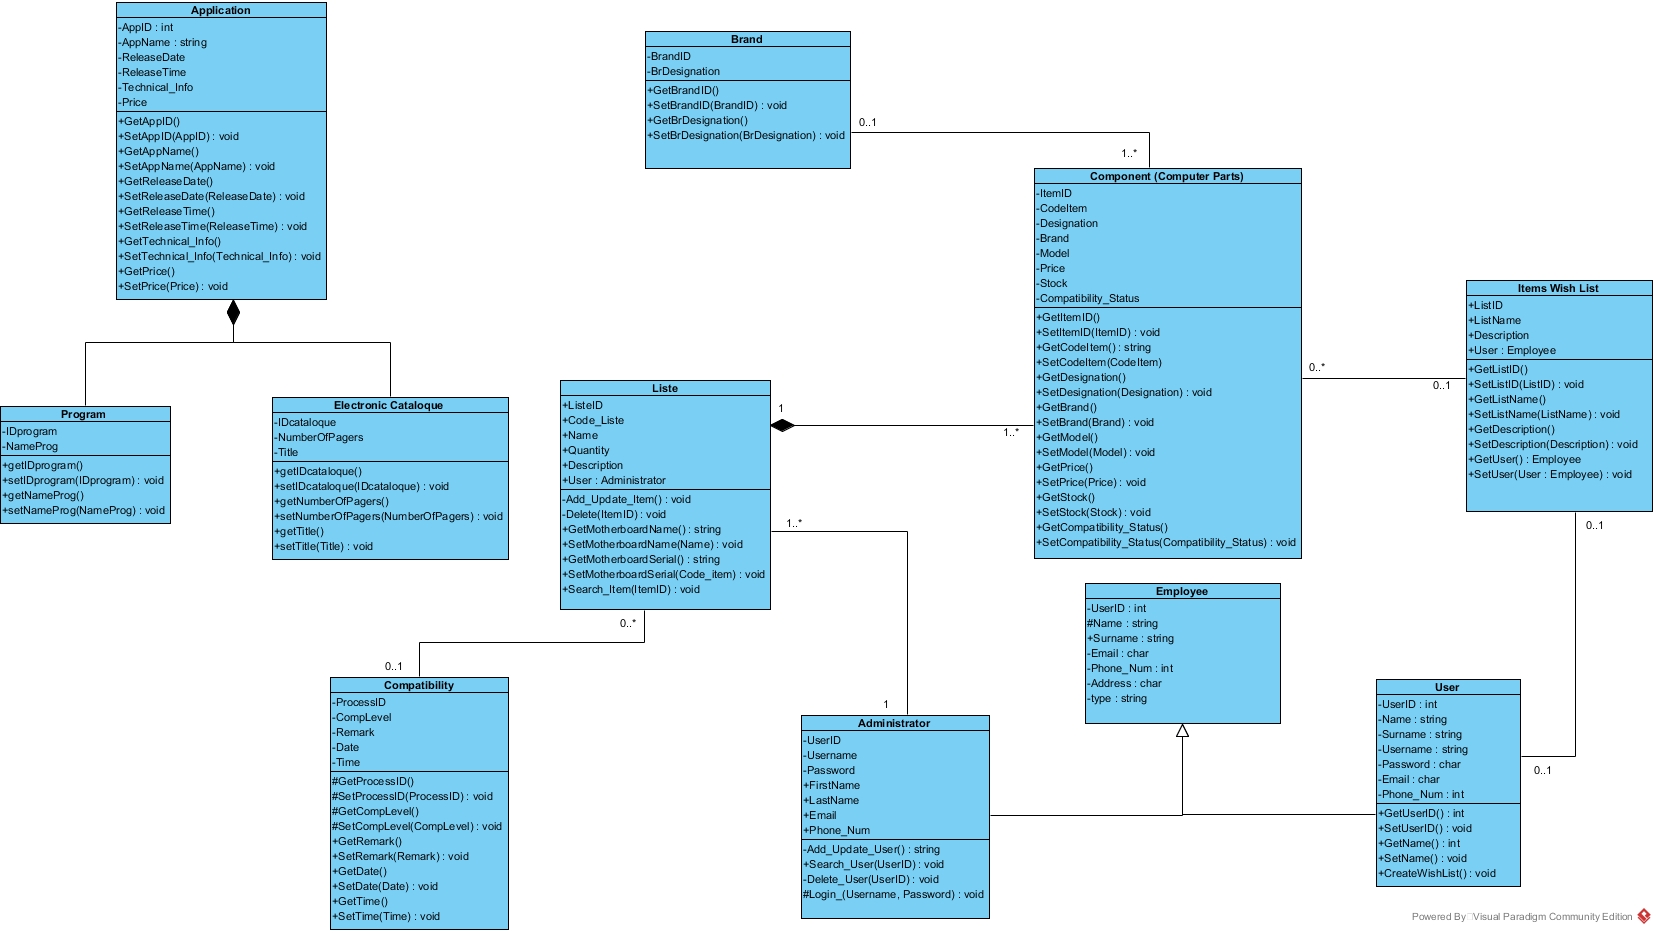 Application
-AppID : int
-AppName : string
-ReleaseDate
-ReleaseTime
-Technical_Info
-Price
+GetAppID()
+SetAppID(AppID) : void
+GetAppName()
+SetAppName(AppName) : void
+GetReleaseDate()
+SetReleaseDate(ReleaseDate) : void
+GetReleaseTime()
+SetReleaseTime(ReleaseTime) : void
+GetTechnical_Info()
+SetTechnical_Info(Technical_Info) : void
+GetPrice()
+SetPrice(Price) : void
Brand
-BrandID
-BrDesignation
+GetBrandID()
+SetBrandID(BrandID) : void
+GetBrDesignation()
+SetBrDesignation(BrDesignation) : void
0..1
1..*
Component (Computer Parts)
-ItemID
-CodeItem
-Designation
-Brand
-Model
-Price
-Stock
-Compatibility_Status
+GetItemID()
+SetItemID(ItemID) : void
+GetCodeItem() : string
+SetCodeItem(CodeItem)
+GetDesignation()
+SetDesignation(Designation) : void
+GetBrand()
+SetBrand(Brand) : void
+GetModel()
+SetModel(Model) : void
+GetPrice()
+SetPrice(Price) : void
+GetStock()
+SetStock(Stock) : void
+GetCompatibility_Status()
+SetCompatibility_Status(Compatibility_Status) : void
0..*
0..1
Items Wish List
+ListID
+ListName
+Description
+User : Employee
+GetListID()
+SetListID(ListID) : void
+GetListName()
+SetListName(ListName) : void
+GetDescription()
+SetDescription(Description) : void
+GetUser() : Employee
+SetUser(User : Employee) : void
0..1
Program
-IDprogram
-NameProg
+getIDprogram()
+setIDprogram(IDprogram) : void
+getNameProg()
+setNameProg(NameProg) : void
Electronic Cataloque
-IDcataloque
-NumberOfPagers
-Title
+getIDcataloque()
+setIDcataloque(IDcataloque) : void
+getNumberOfPagers()
+setNumberOfPagers(NumberOfPagers) : void
+getTitle()
+setTitle(Title) : void
Liste
+ListeID
+Code_Liste
+Name
+Quantity
+Description
+User : Administrator
-Add_Update_Item() : void
-Delete(ItemID) : void
+GetMotherboardName() : string
+SetMotherboardName(Name) : void
+GetMotherboardSerial() : string
+SetMotherboardSerial(Code_item) : void
+Search_Item(ItemID) : void
1
1..*
1..*
0..*
0..1
1
Compatibility
-ProcessID
-CompLevel
-Remark
-Date
-Time
#GetProcessID()
#SetProcessID(ProcessID) : void
#GetCompLevel()
#SetCompLevel(CompLevel) : void
+GetRemark()
+SetRemark(Remark) : void
+GetDate()
+SetDate(Date) : void
+GetTime()
+SetTime(Time) : void
Administrator
-UserID
-Username
-Password
+FirstName
+LastName
+Email
+Phone_Num
-Add_Update_User() : string
+Search_User(UserID) : void
-Delete_User(UserID) : void
#Login_(Username, Password) : void
Employee
-UserID : int
#Name : string
+Surname : string
-Email : char
-Phone_Num : int
-Address : char
-type : string
User
-UserID : int
-Name : string
-Surname : string
-Username : string
-Password : char
-Email : char
-Phone_Num : int
+GetUserID() : int
+SetUserID() : void
+GetName() : int
+SetName() : void
+CreateWishList() : void
0..1
Powered By Visual Paradigm Community Edition